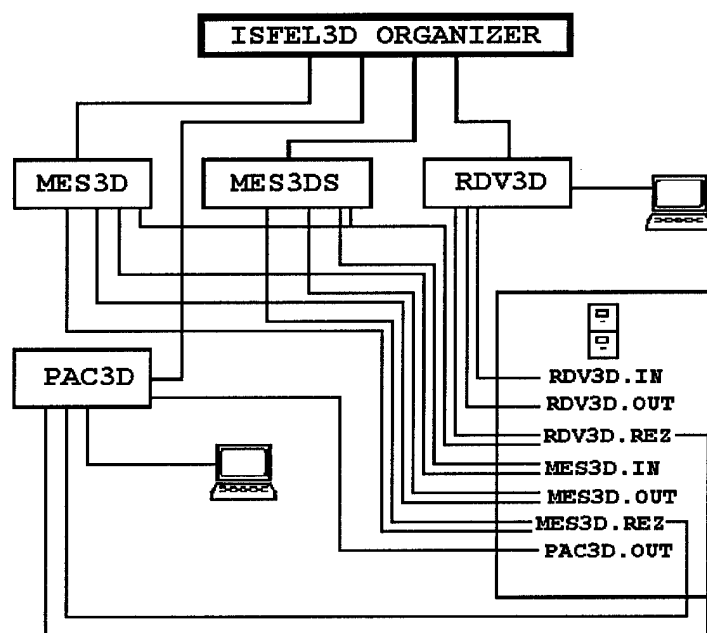 ISFEL3D ORGANIZER
MES3D
MES3DS
RDV3D
PAC3D
RDV3D.IN
RDV3D.OUT
RDV3D.REZ
MES3D.IN
MES3D.OUT
MES3D.REZ
PAC3D.OUT